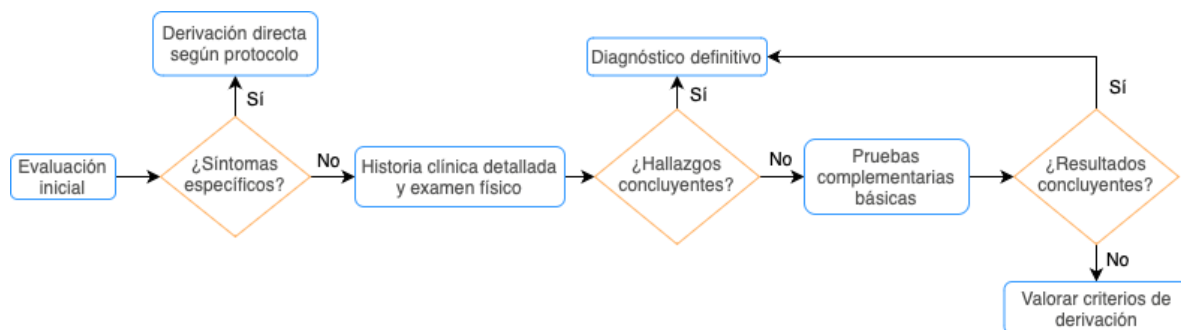 Evaluación
inicial
¿Síntomas
específicos?
Sí
Derivación directa
según protocolo
No
Historia clínica detallada
y examen físico
¿Hallazgos
concluyentes?
Sí
Diagnóstico definitivo
No
Pruebas
complementarias
básicas
¿Resultados
concluyentes?
Sí
No
Valorar criterios de
derivación